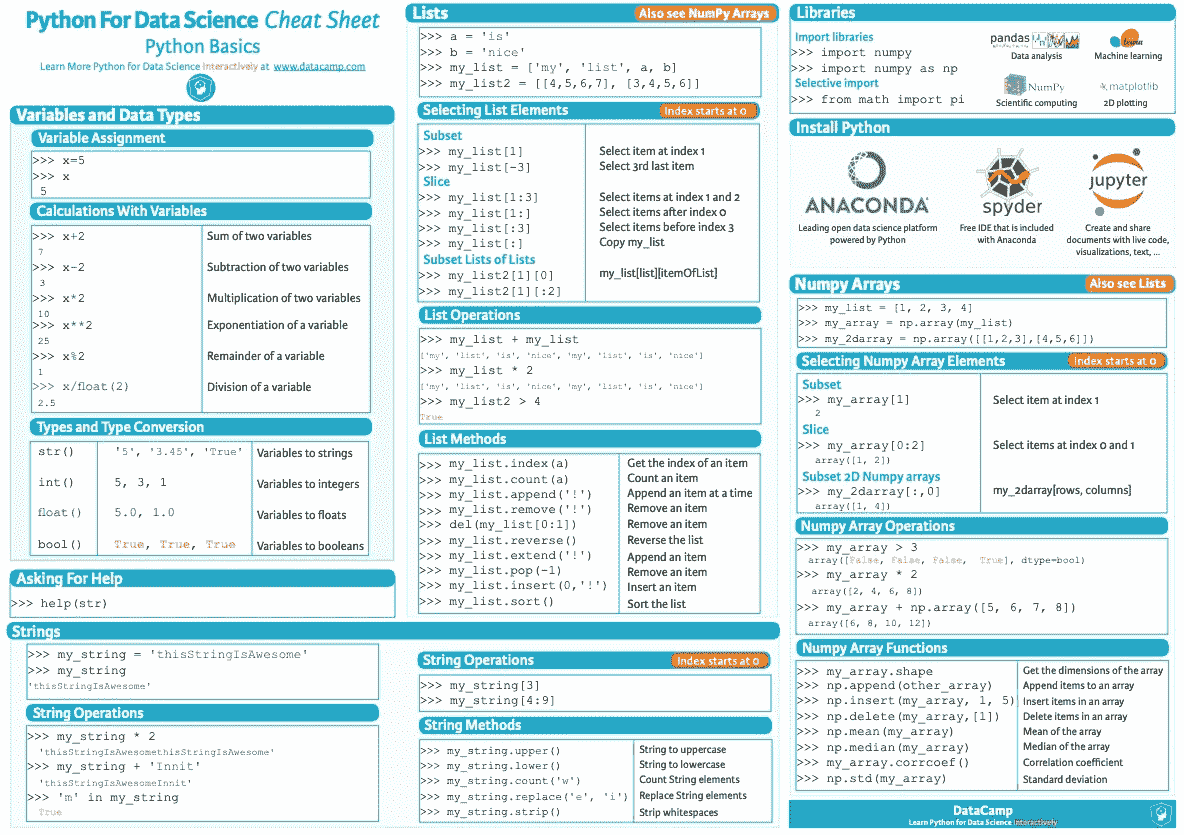 Python For Data Science Cheat Sheet
Python Basics
Learn More Python for Data Science Interactively at www.datacamp.com
Variables and Data Types
Variable Assignment
>>> x=5
>>> x
5
Calculations With Variables
>>> x+2 Sum of two variables
7
>>> x-2 Subtraction of two variables
3
>>> x*2 Multiplication of two variables
10
>>> x**2 Exponentiation of a variable
25
>>> x%2 Remainder of a variable
1
>>> x/float(2) Division of a variable
2.5
Types and Type Conversion
str() '5', '3.45', 'True' Variables to strings
int() 5, 3, 1 Variables to integers
float() 5.0, 1.0 Variables to floats
bool() True, True, True Variables to booleans
Asking For Help
>>> help(str)
Strings
>>> my_string = 'thisStringIsAwesome'
>>> my_string
'thisStringIsAwesome'
String Operations
>>> my_string * 2
'thisStringIsAwesomethisStringIsAwesome'
>>> my_string + 'Innit'
'thisStringIsAwesomeInnit'
>>> 'm' in my_string
True
Lists Also see NumPy Arrays
>>> a = 'is'
>>> b = 'nice'
>>> my_list = ['my', 'list', a, b]
>>> my_list2 = [[4,5,6,7], [3,4,5,6]]
Selecting List Elements Index starts at 0
Subset
>>> my_list[1] Select item at index 1
>>> my_list[-3] Select 3rd last item
Slice
>>> my_list[1:3] Select items at index 1 and 2
>>> my_list[1:] Select items after index 0
>>> my_list[:3] Select items before index 3
>>> my_list[:] Copy my_list
Subset Lists of Lists
>>> my_list2[1][0] my_list[list][itemOfList]
>>> my_list2[1][:2]
List Operations
>>> my_list + my_list
['my', 'list', 'is', 'nice', 'my', 'list', 'is', 'nice']
>>> my_list * 2
['my', 'list', 'is', 'nice', 'my', 'list', 'is', 'nice']
>>> my_list2 > 4
True
List Methods
>>> my_list.index(a) Get the index of an item
>>> my_list.count(a) Count an item
>>> my_list.append('!') Append an item at a time
>>> my_list.remove('!') Remove an item
>>> del(my_list[0:1]) Remove an item
>>> my_list.reverse() Reverse the list
>>> my_list.extend('!') Append an item
>>> my_list.pop(-1) Remove an item
>>> my_list.insert(0,'!') Insert an item
>>> my_list.sort() Sort the list
String Operations Index starts at 0
>>> my_string[3]
>>> my_string[4:9]
String Methods
>>> my_string.upper() String to uppercase
>>> my_string.lower() String to lowercase
>>> my_string.count('w') Count String elements
>>> my_string.replace('e', 'i') Replace String elements
>>> my_string.strip() Strip whitespaces
Libraries
Import libraries
>>> import numpy
>>> import numpy as np
Selective import
>>> from math import pi
pandas
Data analysis
learn
Machine learning
NumPy
Scientific computing
matplotlib
2D plotting
Install Python
ANACONDA
Leading open data science platform
powered by Python
spyder
Free IDE that is included
with Anaconda
jupyter
Create and share
documents with live code,
visualizations, text, ...
Numpy Arrays Also see Lists
>>> my_list = [1, 2, 3, 4]
>>> my_array = np.array(my_list)
>>> my_2darray = np.array([[1,2,3],[4,5,6]])
Selecting Numpy Array Elements Index starts at 0
Subset
>>> my_array[1] Select item at index 1
2
Slice
>>> my_array[0:2] Select items at index 0 and 1
array([1, 2])
Subset 2D Numpy arrays
>>> my_2darray[:,0] my_2darray[rows, columns]
array([1, 4])
Numpy Array Operations
>>> my_array > 3
array([False, False, False, True], dtype=bool)
>>> my_array * 2
array([2, 4, 6, 8])
>>> my_array + np.array([5, 6, 7, 8])
array([6, 8, 10, 12])
Numpy Array Functions
>>> my_array.shape Get the dimensions of the array
>>> np.append(other_array) Append items to an array
>>> np.insert(my_array, 1, 5) Insert items in an array
>>> np.delete(my_array,[1]) Delete items in an array
>>> np.mean(my_array) Mean of the array
>>> np.median(my_array) Median of the array
>>> my_array.corrcoef() Correlation coefficient
>>> np.std(my_array) Standard deviation
DataCamp
Learn Python for Data Science Interactively